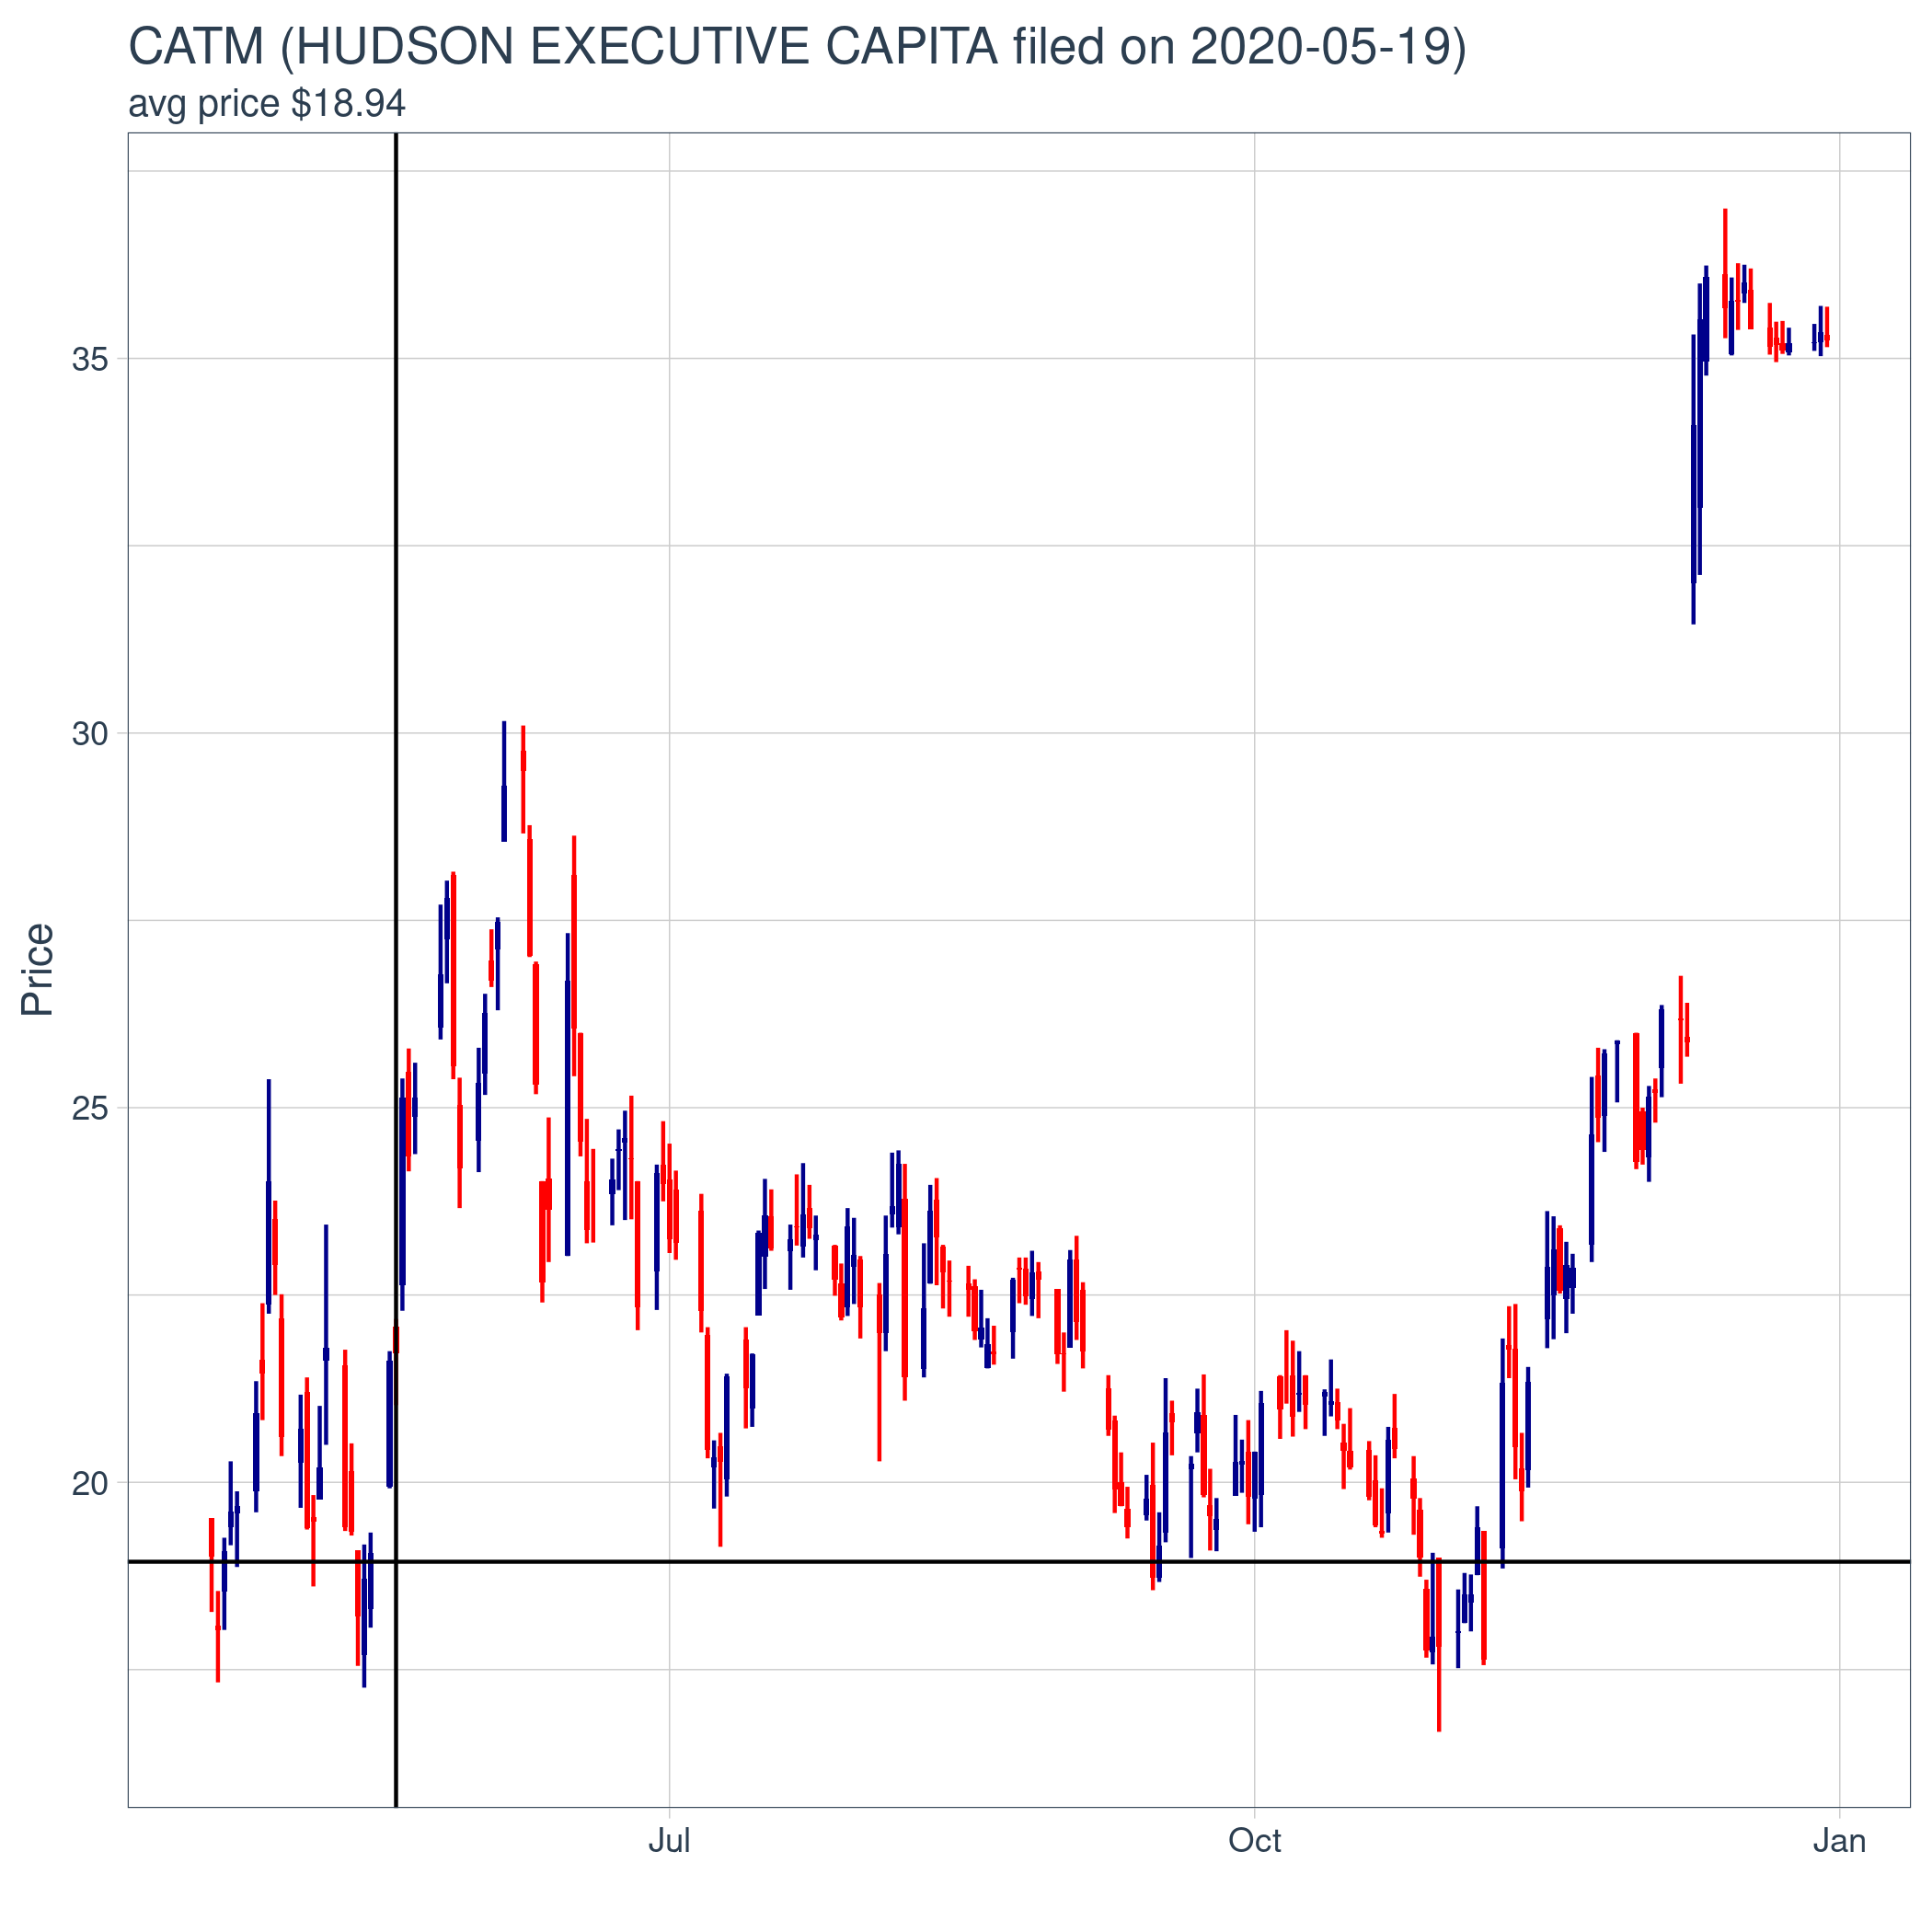 CATM (HUDSON EXECUTIVE CAPITA filed on 2020-05-19)
avg price $18.94
Price
35
30
25
20
Jul Oct Jan